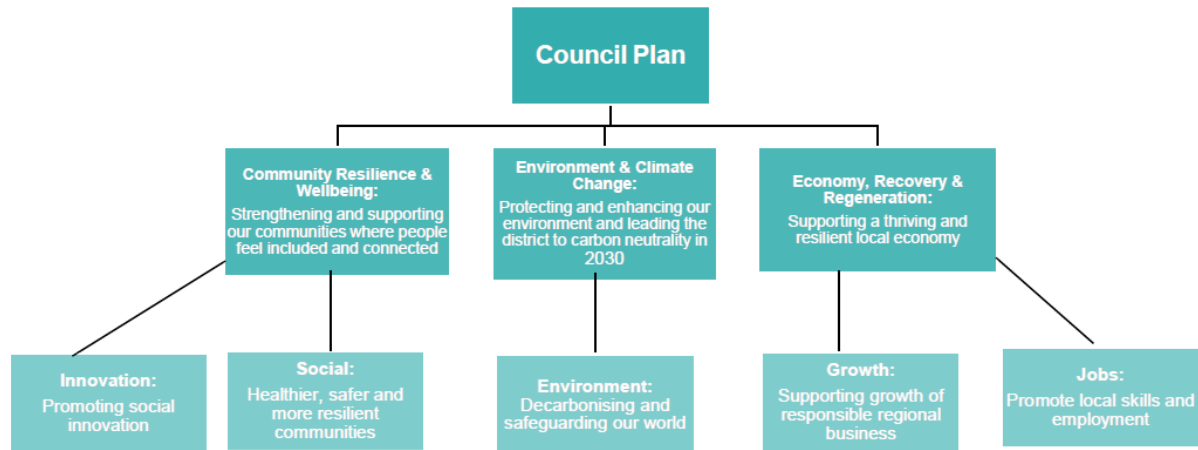 Council Plan
Community Resilience &
Wellbeing:
Strengthening and supporting
our communities where people
feel included and connected
Environment & Climate
Change:
Protecting and enhancing our
environment and leading the
district to carbon neutrality in
2030
Economy, Recovery &
Regeneration:
Supporting a thriving and
resilient local economy
Innovation:
Promoting social
innovation
Social:
Healthier, safer and
more resilient
communities
Environment:
Decarbonising and
safeguarding our world
Growth:
Supporting growth of
responsible regional
business
Jobs:
Promote local skills and
employment